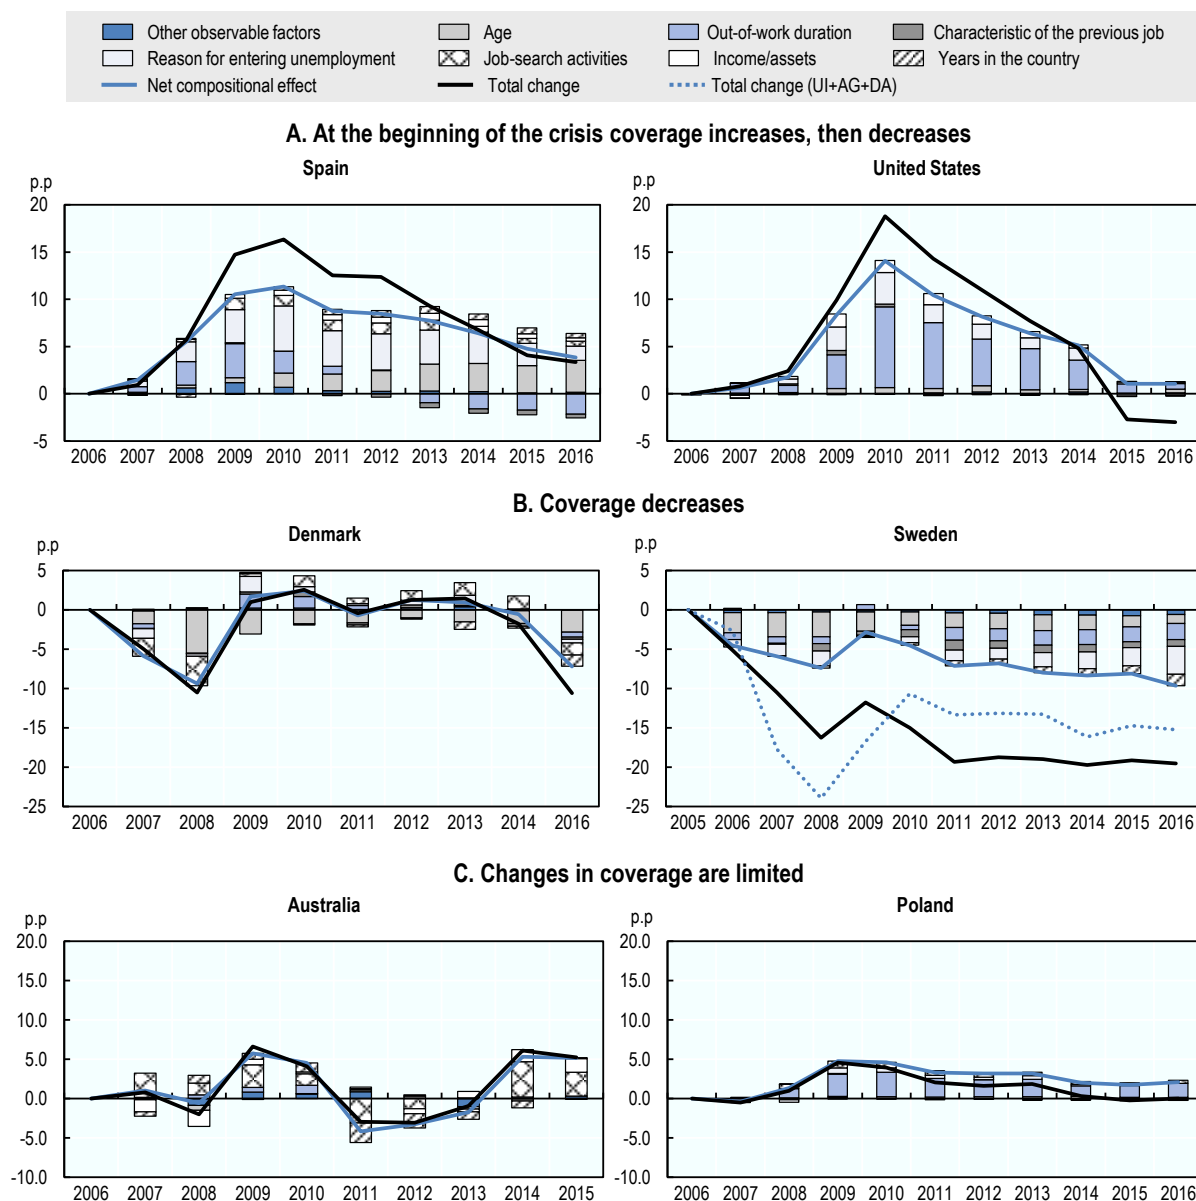 Other observable factors Age Out-of-work duration Characteristic of the previous job
Reason for entering unemployment Job-search activities Income/assets Years in the country
Net compositional effect Total change Total change (UI+AG+DA)
A. At the beginning of the crisis coverage increases, then decreases
Spain United States
p.p p.p
20 20
15 15
10 10
5 5
0 0
-5 -5
2006 2007 2008 2009 2010 2011 2012 2013 2014 2015 2016 2006 2007 2008 2009 2010 2011 2012 2013 2014 2015 2016
B. Coverage decreases
Denmark Sweden
p.p p.p
5 5
0 0
-5 -5
-10 -10
-15 -15
-20 -20
-25 -25
2006 2007 2008 2009 2010 2011 2012 2013 2014 2016 2005 2006 2007 2008 2009 2010 2011 2012 2013 2014 2015 2016
C. Changes in coverage are limited
Australia Poland
p.p p.p
20.0 20.0
15.0 15.0
10.0 10.0
5.0 5.0
0.0 0.0
-5.0 -5.0
-10.0 -10.0
2006 2007 2008 2009 2010 2011 2012 2013 2014 2015 2006 2007 2008 2009 2010 2011 2012 2013 2014 2015 2016